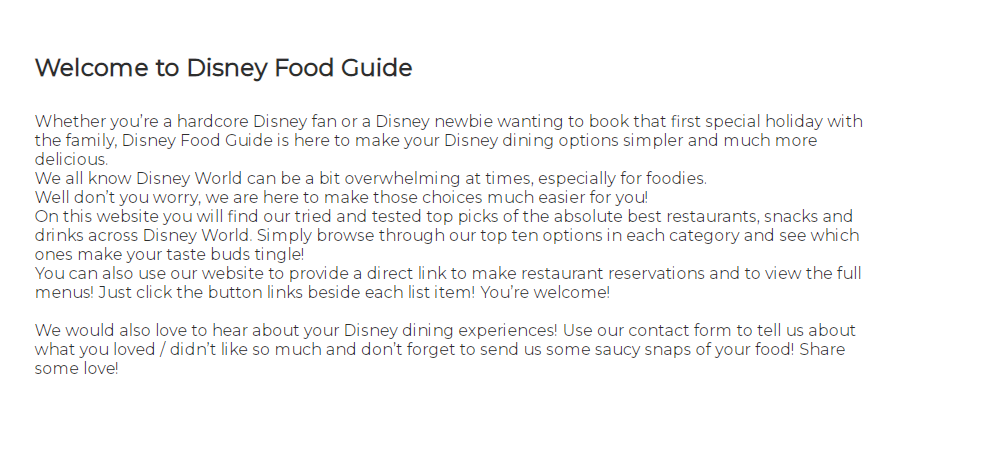 Welcome to Disney Food Guide
Whether you're a hardcore Disney fan or a Disney newbie wanting to book that first special holiday with
the family, Disney Food Guide is here to make your Disney dining options simpler and much more
delicious.
We all know Disney World can be a bit overwhelming at times, especially for foodies.
Well don't you worry, we are here to make those choices much easier for you!
On this website you will find our tried and tested top picks of the absolute best restaurants, snacks and
drinks across Disney World. Simply browse through our top ten options in each category and see which
ones make your taste buds tingle!
You can also use our website to provide a direct link to make restaurant reservations and to view the full
menus! Just click the button links beside each list item! You're welcome!
We would also love to hear about your Disney dining experiences! Use our contact form to tell us about
what you loved / didn't like so much and don't forget to send us some saucy snaps of your food! Share
some love!